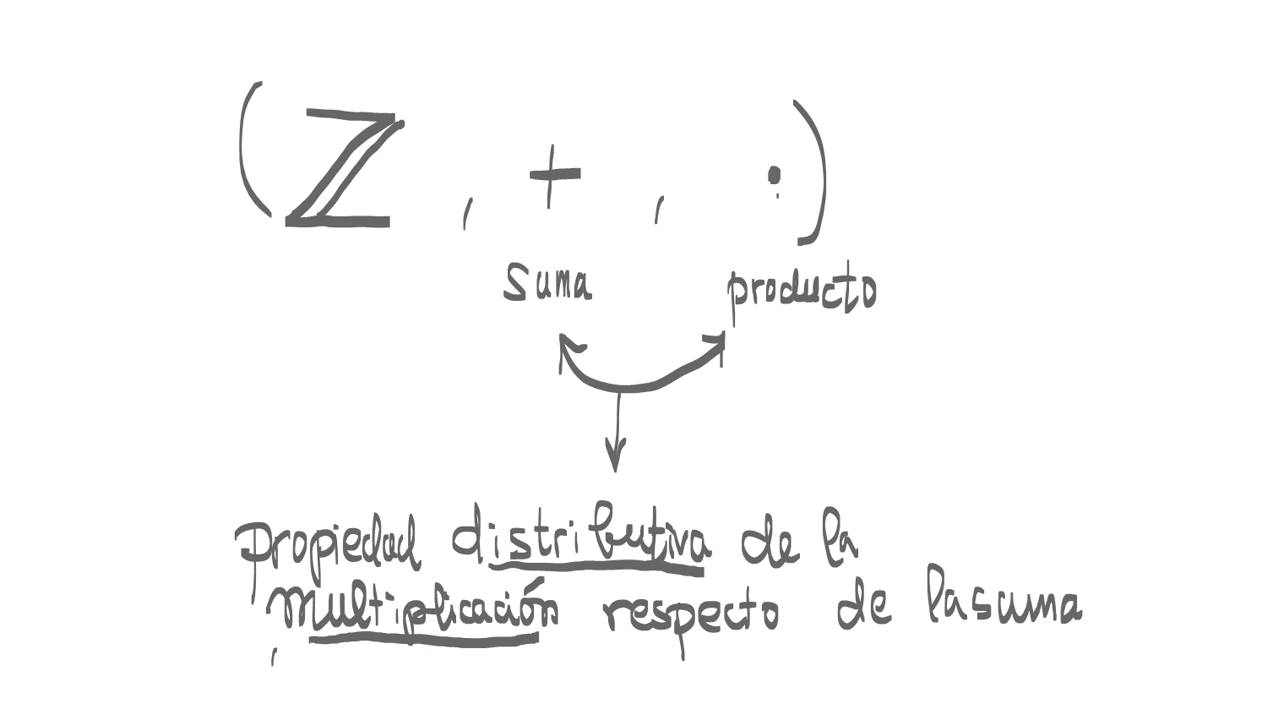 (ℤ, +, ·)
suma producto
propiedad distributiva de la
multiplicación respecto de la suma